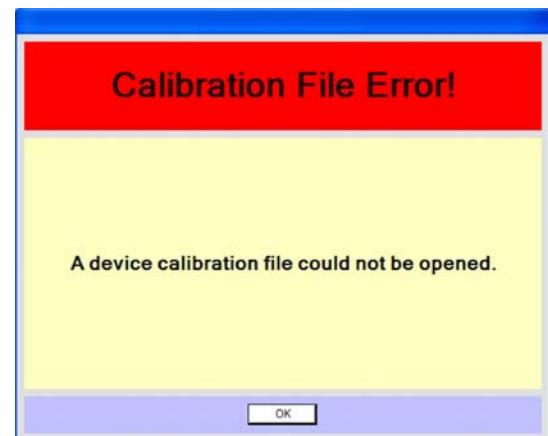 Calibration File Error!
A device calibration file could not be opened.
OK